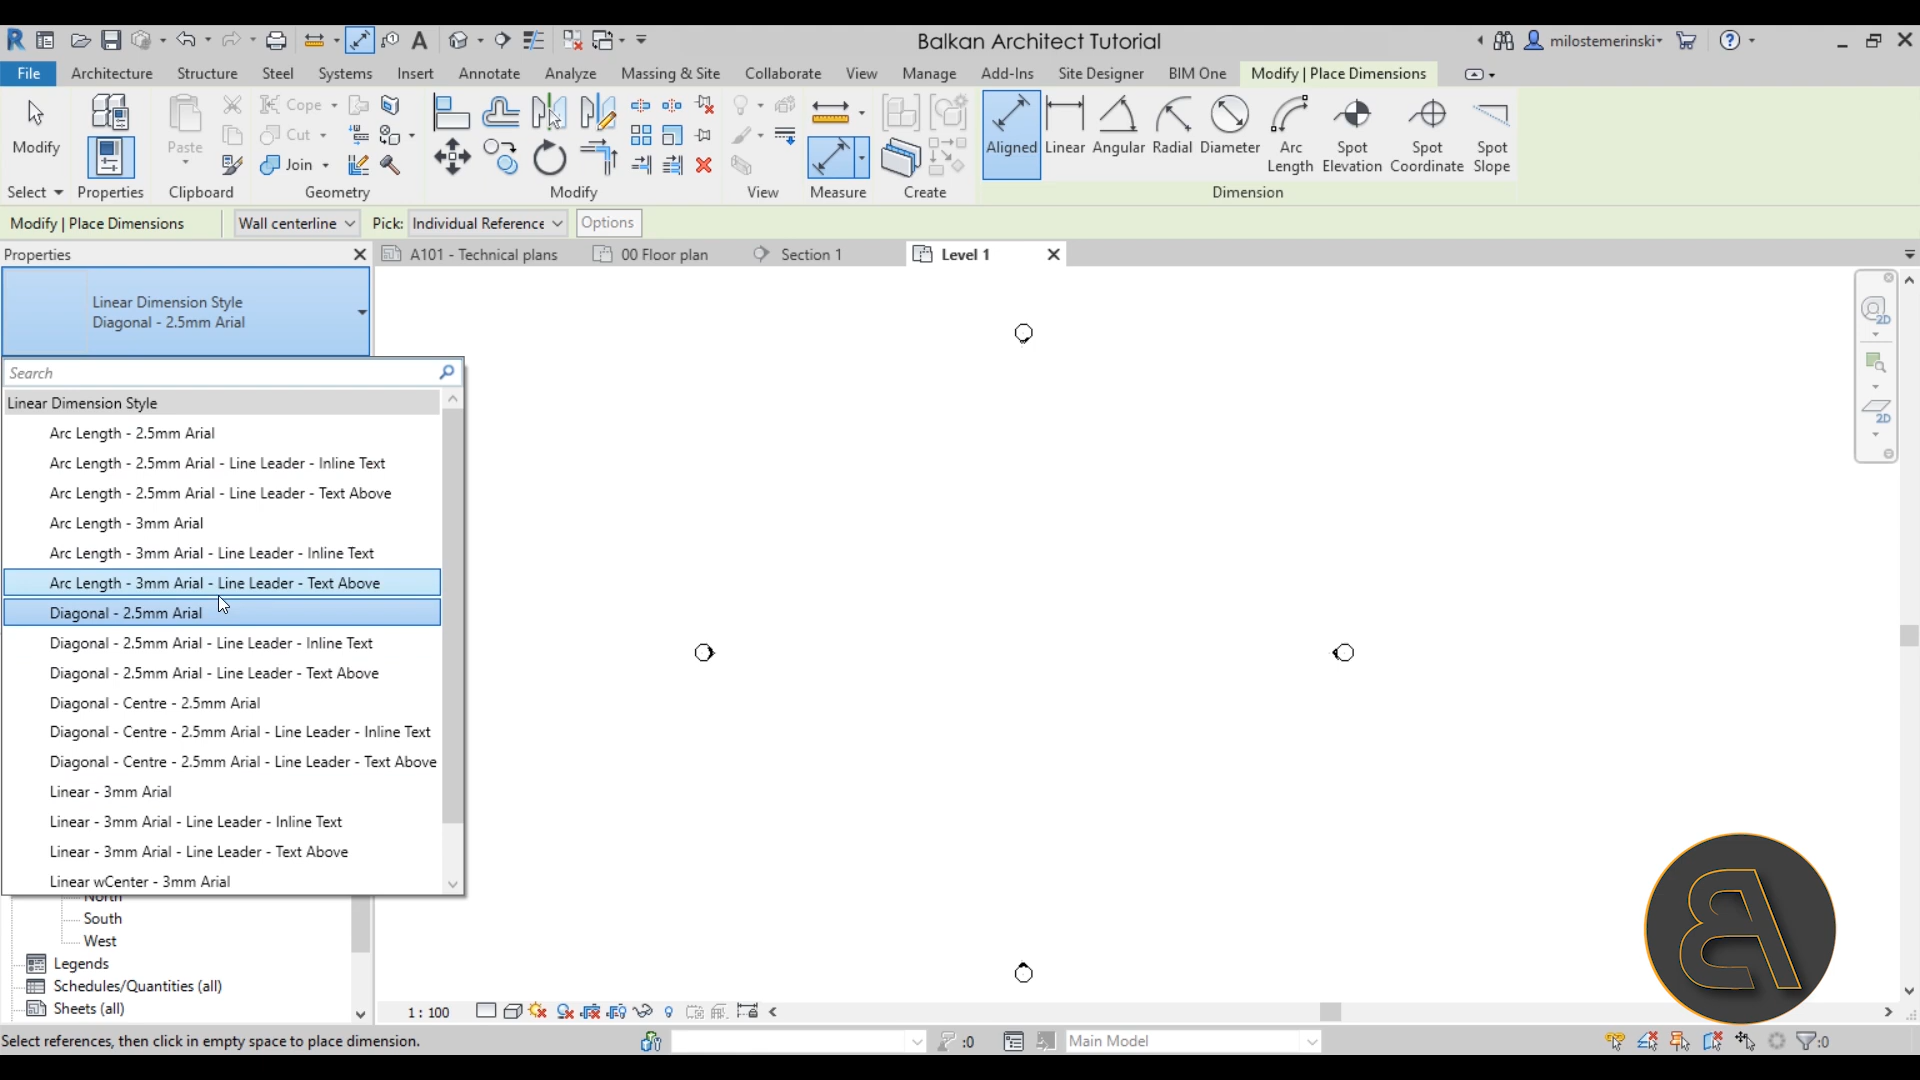 Balkan Architect Tutorial
milostemerinski
File Architecture Structure Steel Systems Insert Annotate Analyze Massing & Site Collaborate View Manage Add-Ins Site Designer BIM One Modify | Place Dimensions
Modify
Paste
Cope
Cut
Join
Aligned Linear Angular Radial Diameter Arc Length Spot Elevation Spot Coordinate Spot Slope
Select Properties Clipboard Geometry Modify View Measure Create Dimension
Modify | Place Dimensions Wall centerline Pick: Individual Reference Options
Properties
A101 - Technical plans 00 Floor plan Section 1 Level 1
Linear Dimension Style
Diagonal - 2.5mm Arial
Search
Linear Dimension Style
Arc Length - 2.5mm Arial
Arc Length - 2.5mm Arial - Line Leader - Inline Text
Arc Length - 2.5mm Arial - Line Leader - Text Above
Arc Length - 3mm Arial
Arc Length - 3mm Arial - Line Leader - Inline Text
Arc Length - 3mm Arial - Line Leader - Text Above
Diagonal - 2.5mm Arial
Diagonal - 2.5mm Arial - Line Leader - Inline Text
Diagonal - 2.5mm Arial - Line Leader - Text Above
Diagonal - Centre - 2.5mm Arial
Diagonal - Centre - 2.5mm Arial - Line Leader - Inline Text
Diagonal - Centre - 2.5mm Arial - Line Leader - Text Above
Linear - 3mm Arial
Linear - 3mm Arial - Line Leader - Inline Text
Linear - 3mm Arial - Line Leader - Text Above
Linear wCenter - 3mm Arial
North
South
West
Legends
Schedules/Quantities (all)
Sheets (all)
2D
2D
1 : 100
Select references, then click in empty space to place dimension.
:0
Main Model
:0